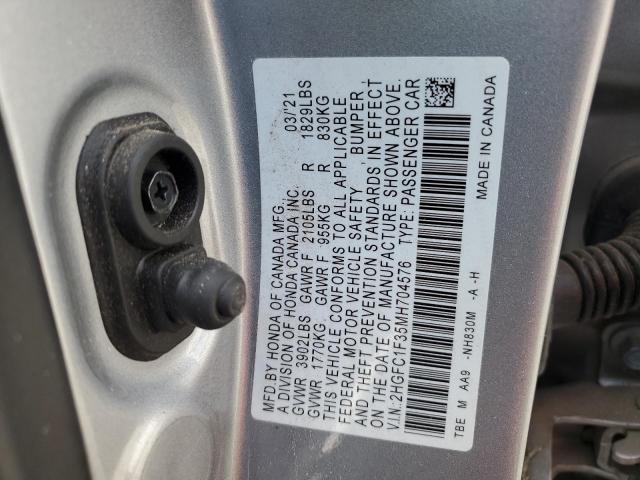 MFD.BY HONDA OF CANADA MFG., 03/21
A DIVISION OF HONDA CANADA INC.
GVWR 3902LBS GAWR F 2105LBS R 1829LBS
GVWR 1770KG GAWR F 955KG R 830KG
THIS VEHICLE CONFORMS TO ALL APPLICABLE
FEDERAL MOTOR VEHICLE SAFETY, BUMPER,
AND THEFT PREVENTION STANDARDS IN EFFECT
ON THE DATE OF MANUFACTURE SHOWN ABOVE.
V.I.N.:2HGFC1F35MH704576 TYPE:PASSENGER CAR
TBE M AA9 -NH830M -A-H MADE IN CANADA